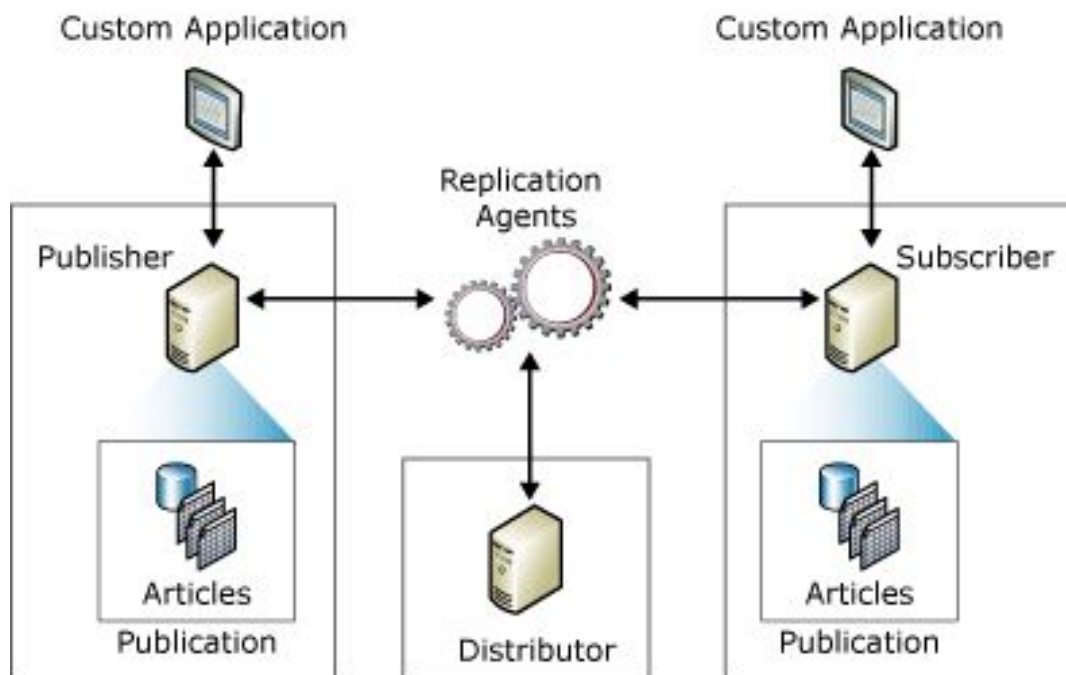 Custom Application
Custom Application
Replication
Agents
Publisher
Subscriber
Articles
Publication
Distributor
Articles
Publication